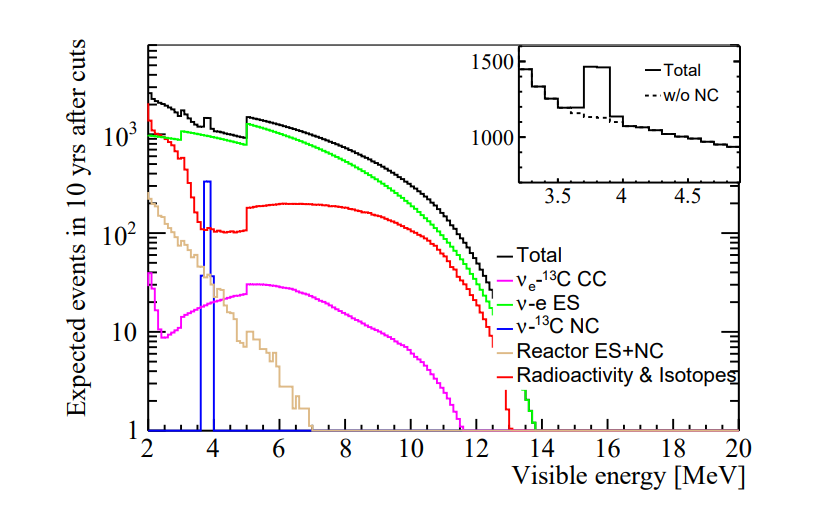 Expected events in 10 yrs after cuts
10³
10²
10
1
1500
1000
Total
w/o NC
3.5 4 4.5
Total
νₑ-¹³C CC
ν-e ES
ν-¹³C NC
Reactor ES+NC
Radioactivity & Isotopes
2 4 6 8 10 12 14 16 18 20
Visible energy [MeV]